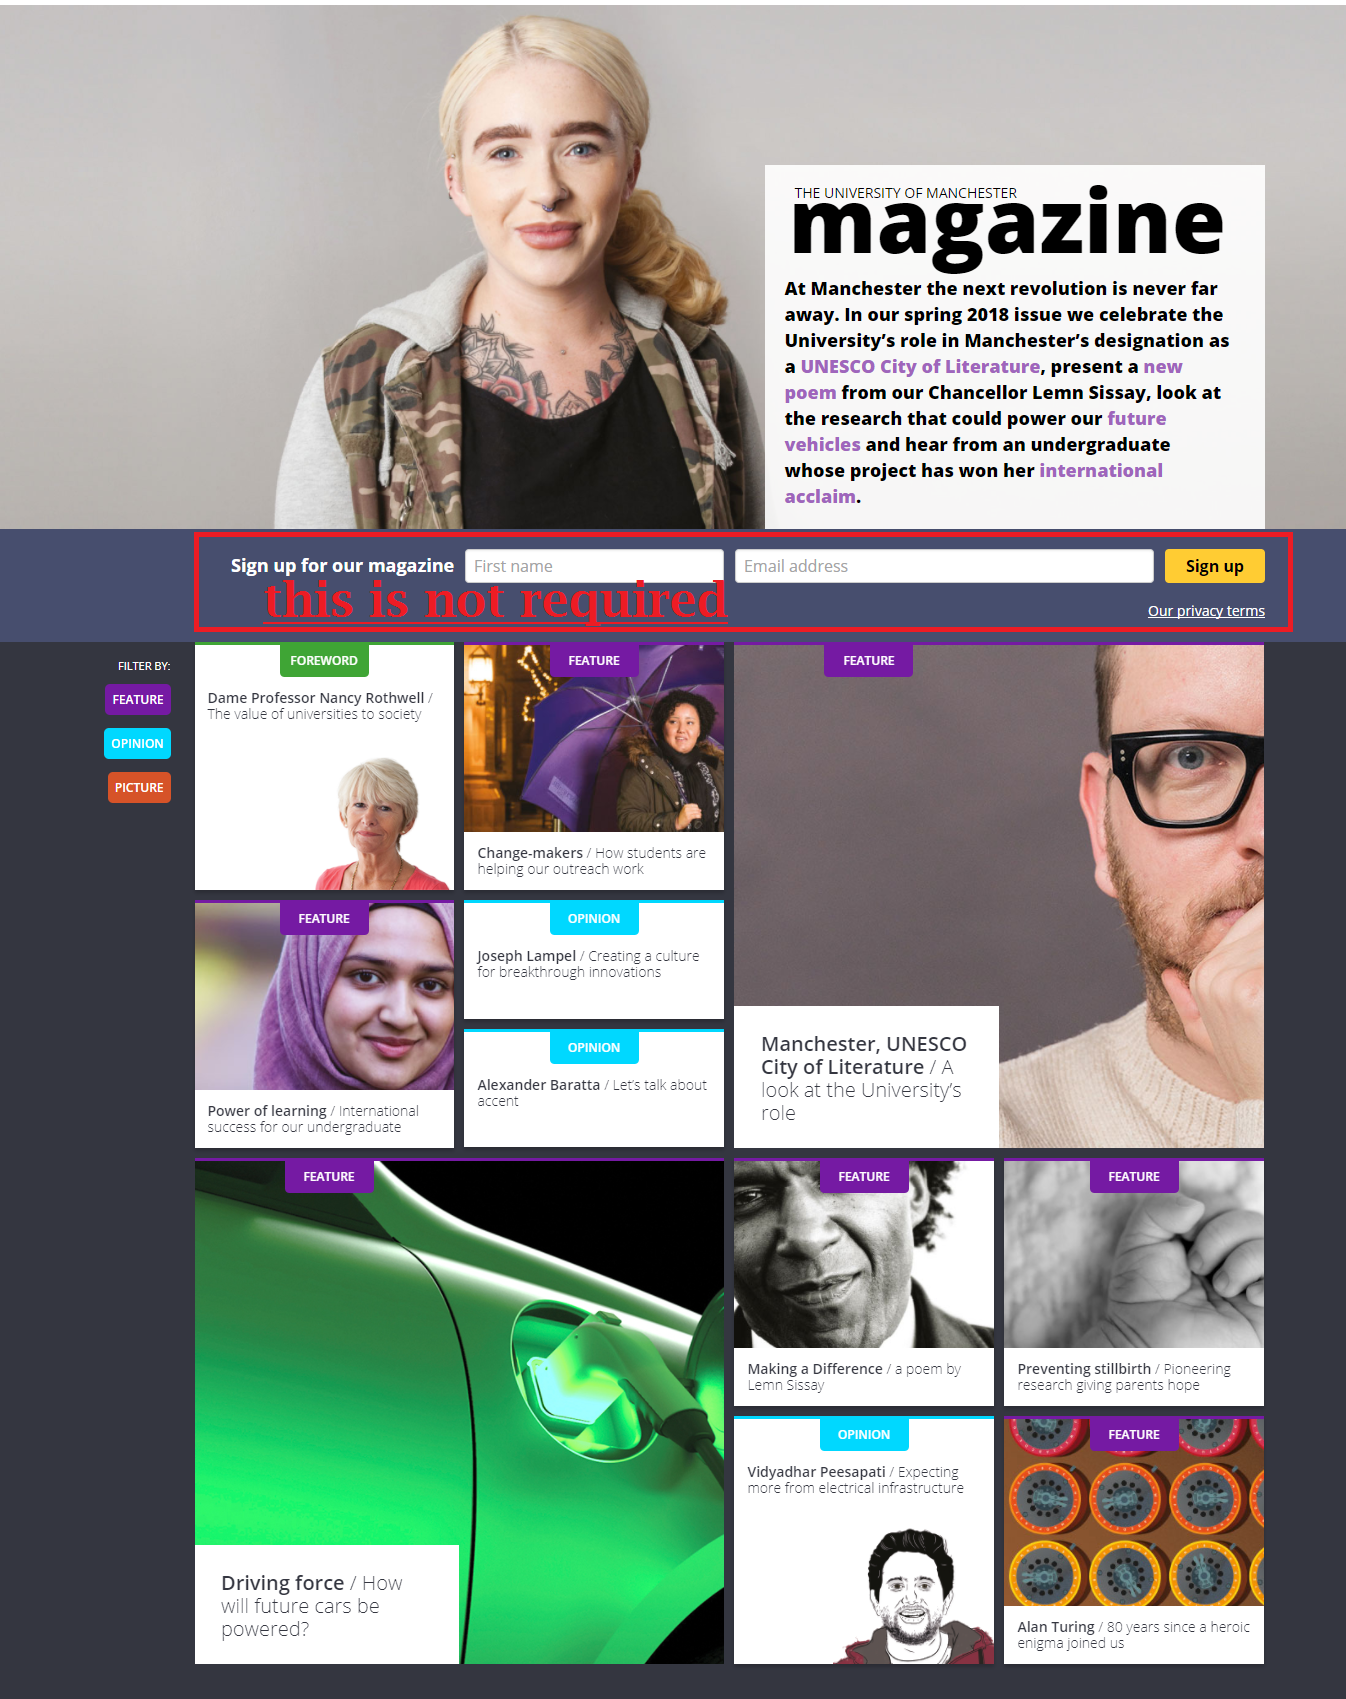 THE UNIVERSITY OF MANCHESTER
magazine
At Manchester the next revolution is never far
away. In our spring 2018 issue we celebrate the
University’s role in Manchester’s designation as
a UNESCO City of Literature, present a new
poem from our Chancellor Lemn Sissay, look at
the research that could power our future
vehicles and hear from an undergraduate
whose project has won her international
acclaim.
Sign up for our magazine
First name
Email address
Sign up
this is not required
Our privacy terms
FILTER BY:
FEATURE
OPINION
PICTURE
FOREWORD
Dame Professor Nancy Rothwell /
The value of universities to society
FEATURE
Change-makers / How students are
helping our outreach work
FEATURE
Manchester, UNESCO
City of Literature / A
look at the University’s
role
FEATURE
Power of learning / International
success for our undergraduate
OPINION
Joseph Lampel / Creating a culture
for breakthrough innovations
OPINION
Alexander Baratta / Let’s talk about
accent
FEATURE
Driving force / How
will future cars be
powered?
FEATURE
Making a Difference / a poem by
Lemn Sissay
FEATURE
Preventing stillbirth / Pioneering
research giving parents hope
OPINION
Vidyadhar Peesapati / Expecting
more from electrical infrastructure
FEATURE
Alan Turing / 80 years since a heroic
enigma joined us